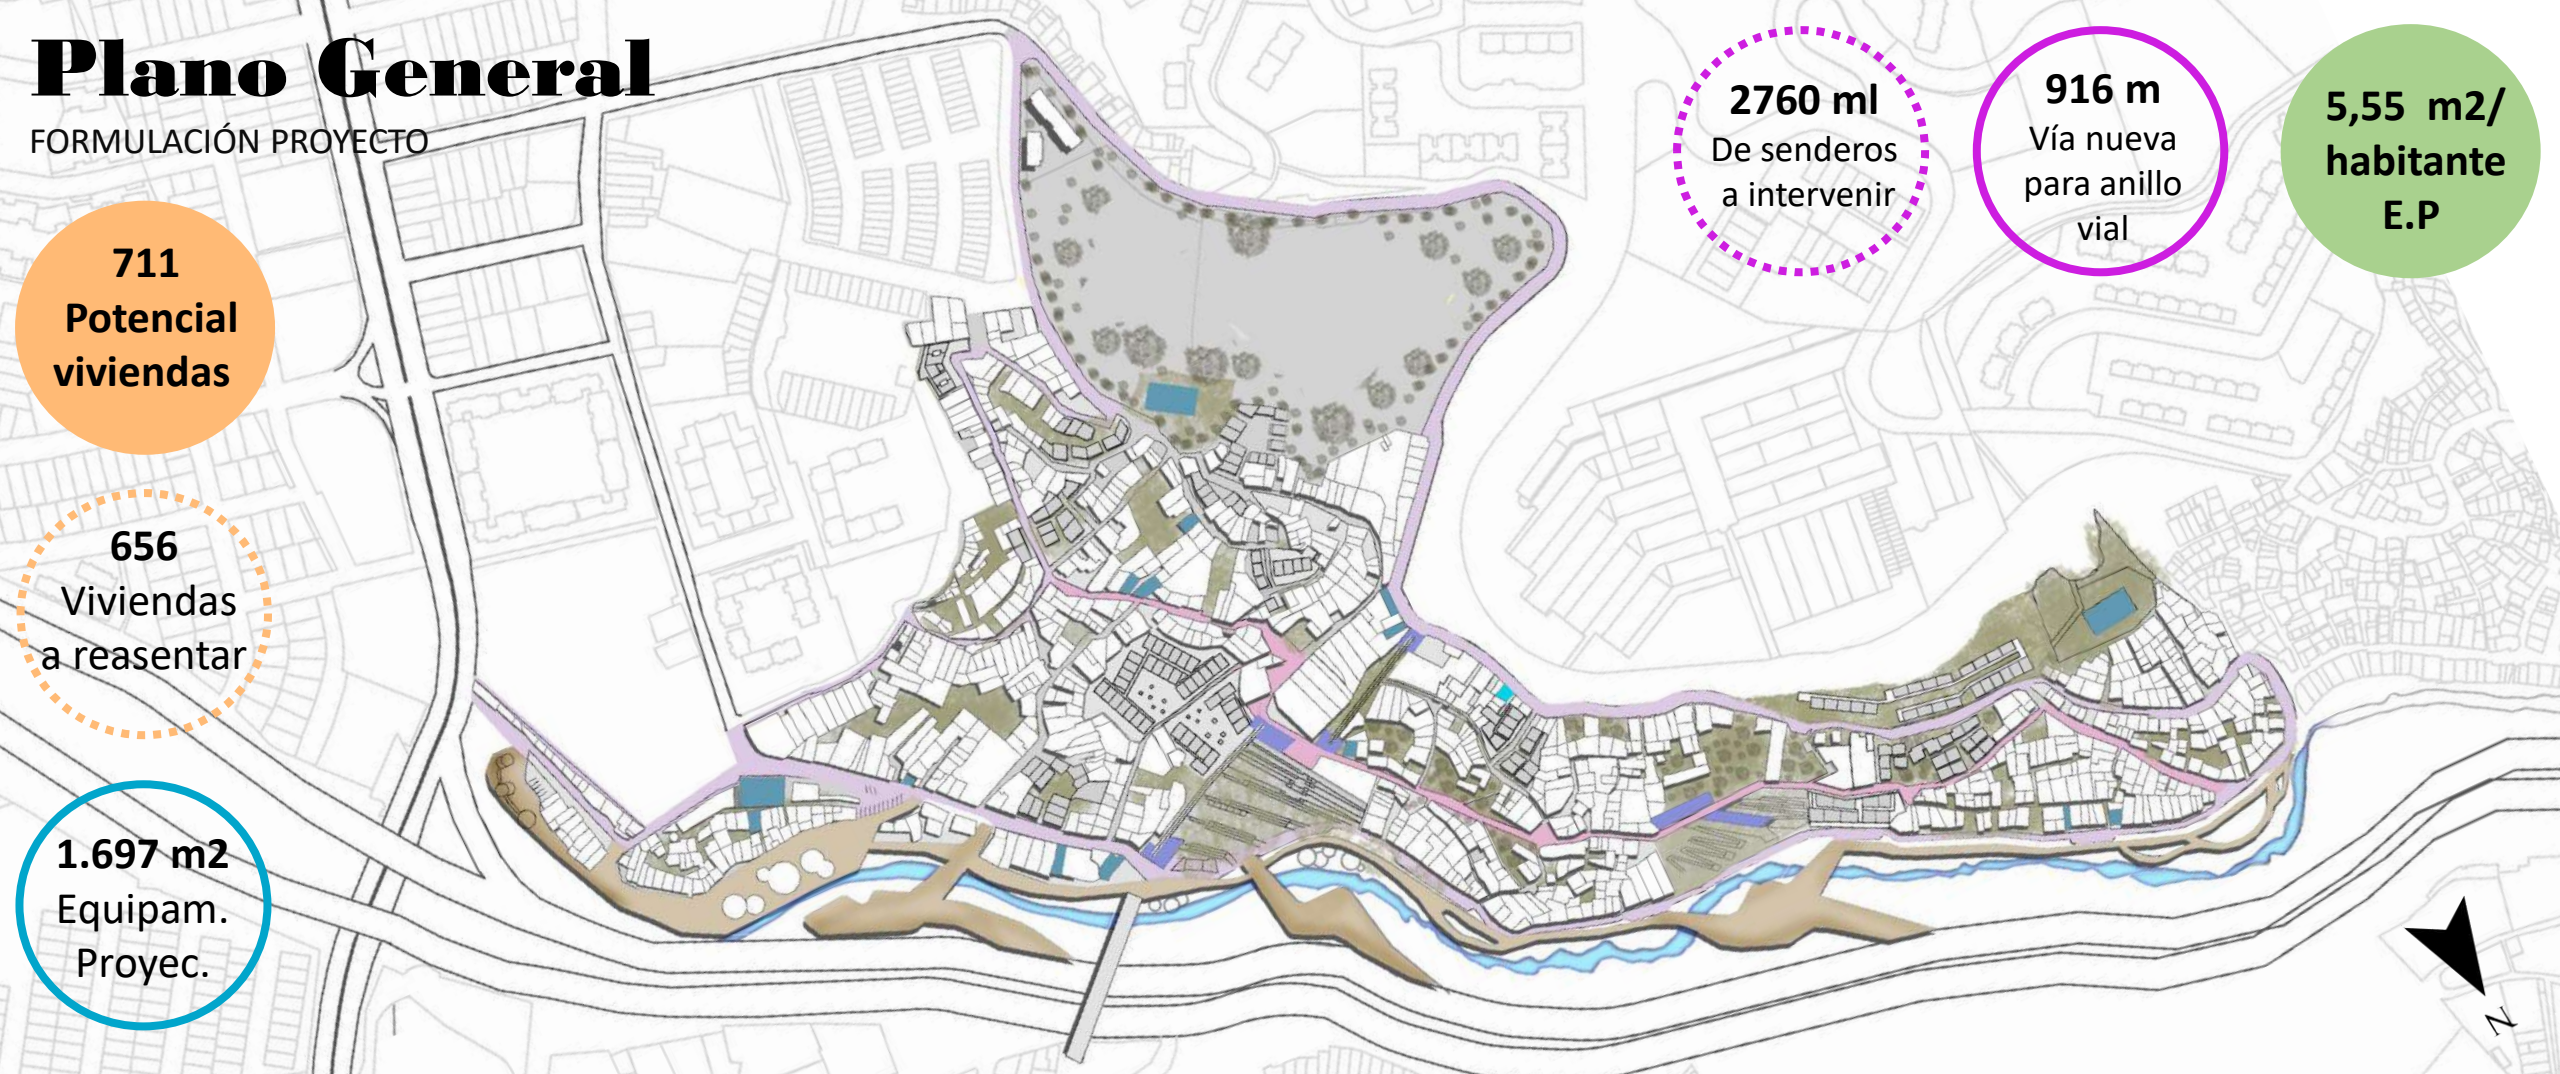 Plano General
FORMULACIÓN PROYECTO
711
Potencial
viviendas
656
Viviendas
a reasentar
1.697 m2
Equipam.
Proyec.
2760 ml
De senderos
a intervenir
916 m
Vía nueva
para anillo
vial
5,55 m2/
habitante
E.P
N